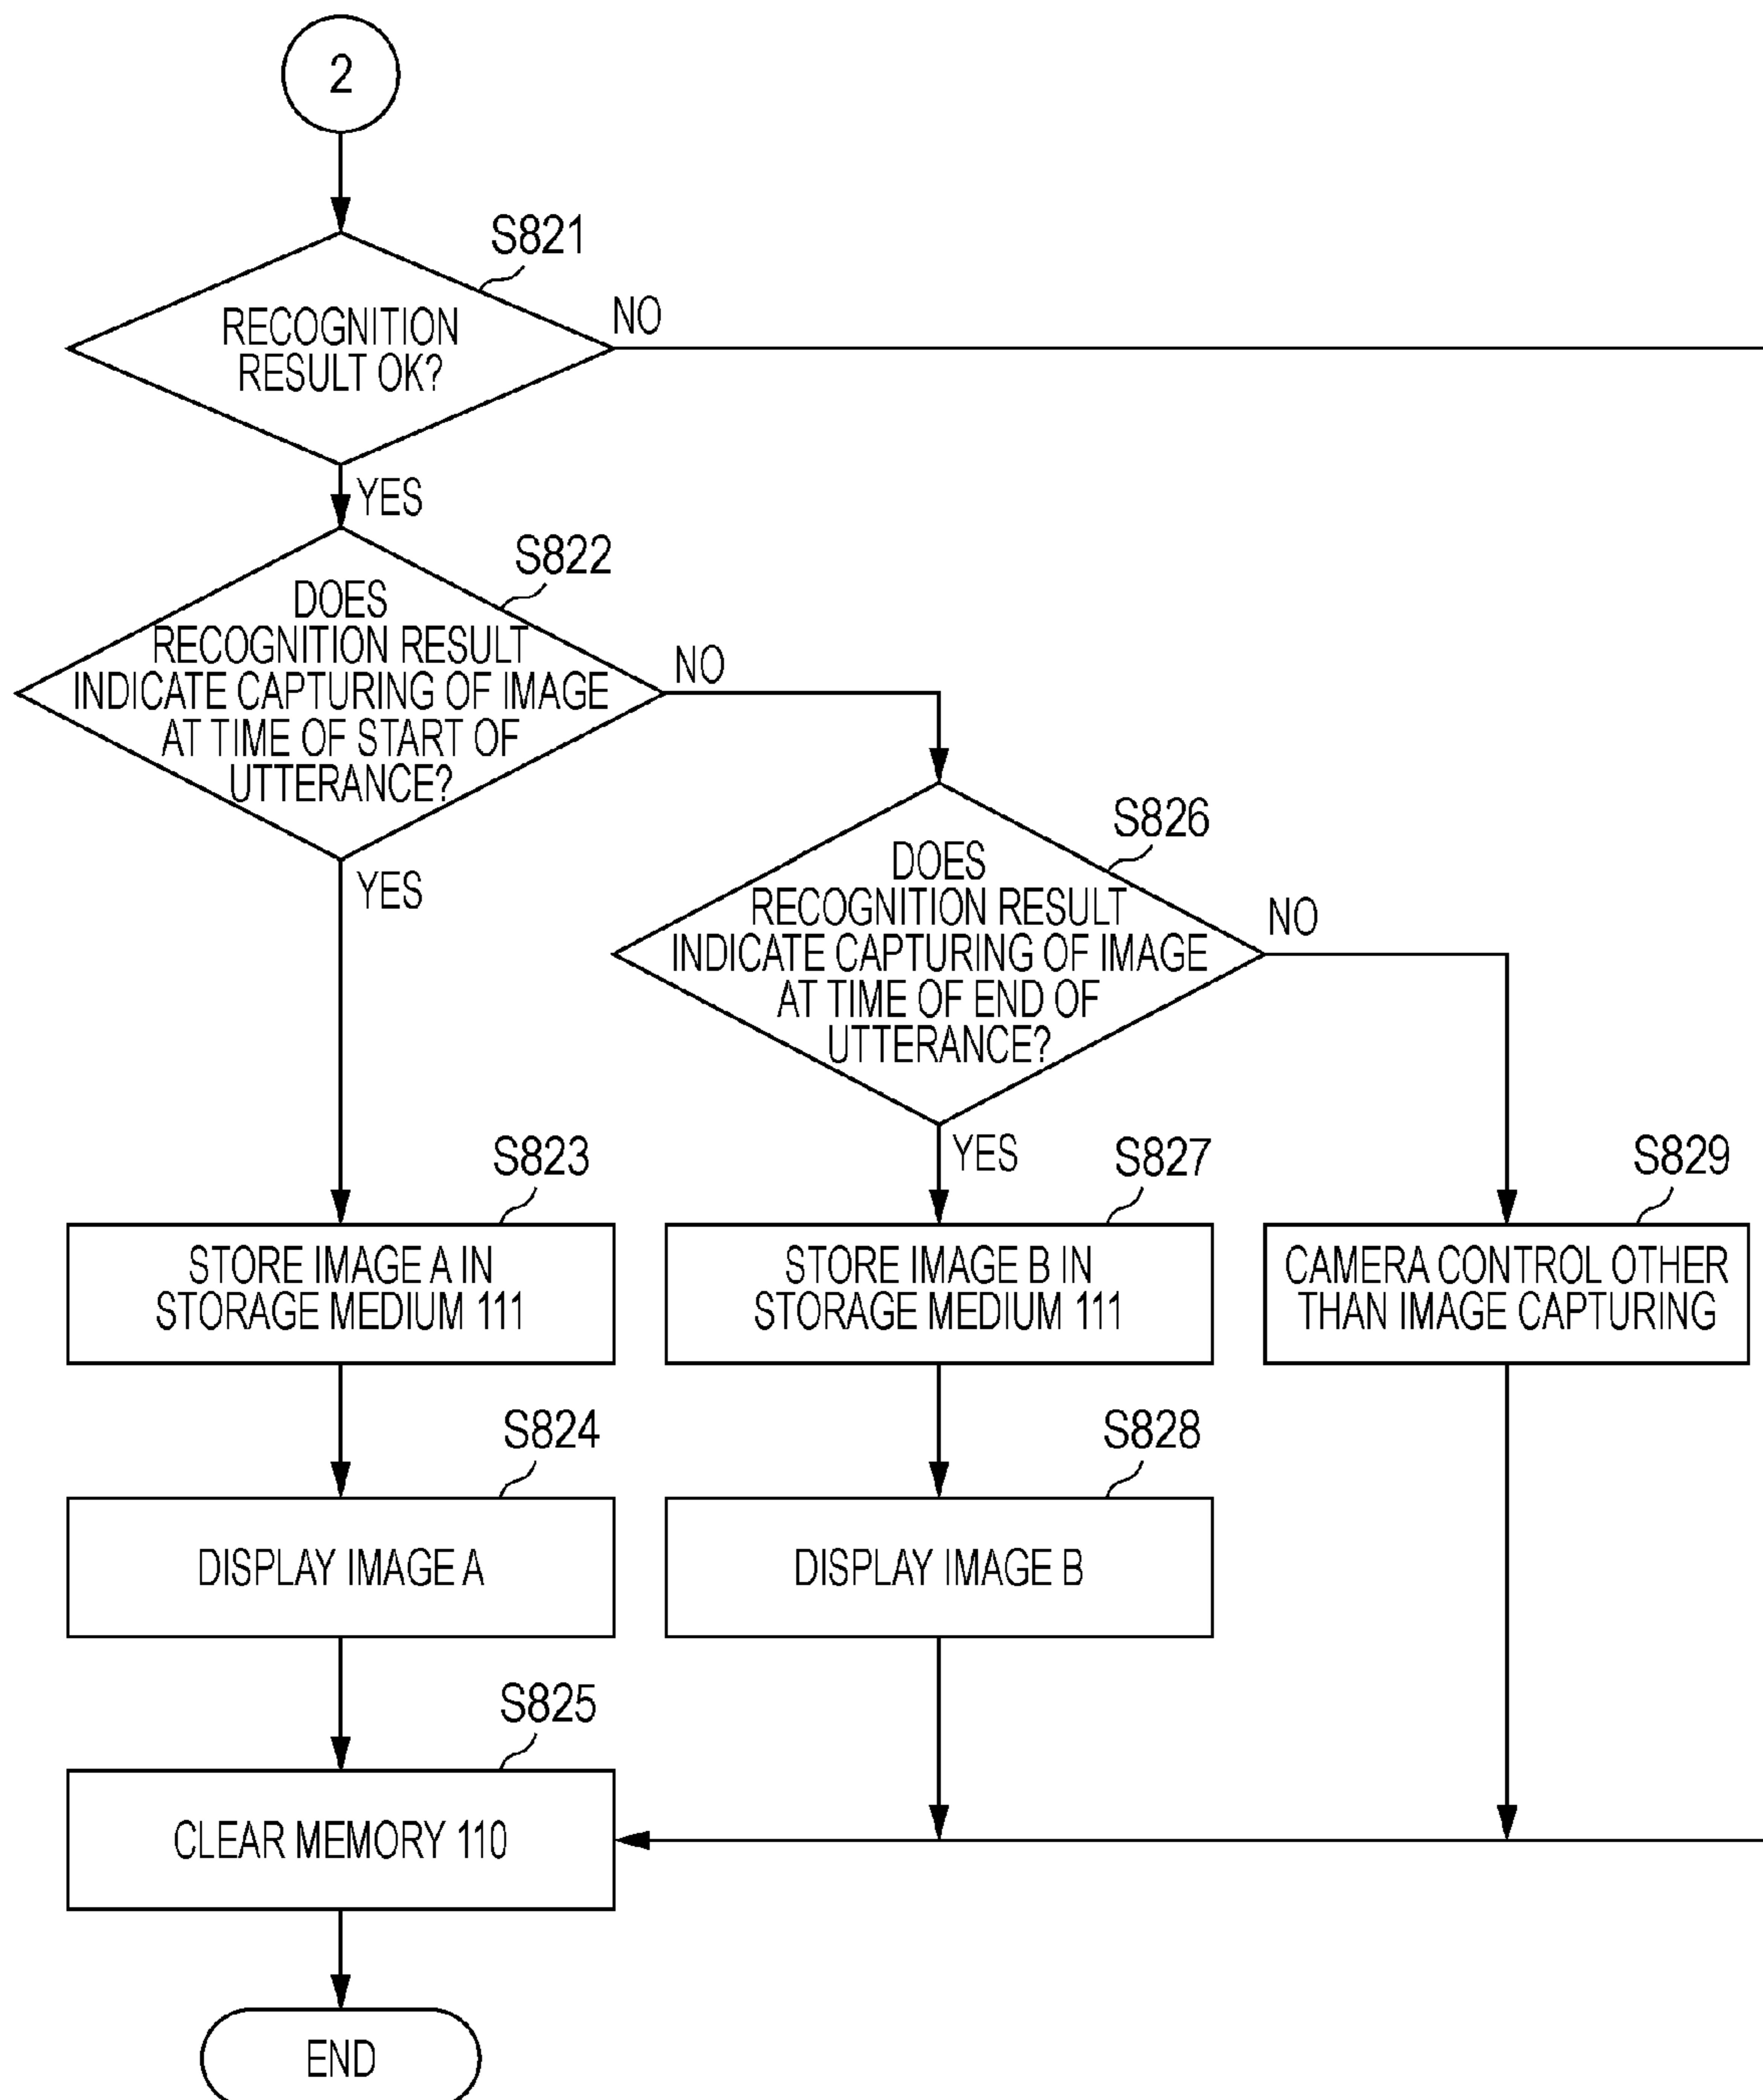 2
S821
RECOGNITION
RESULT OK?
NO
YES
S822
DOES
RECOGNITION RESULT
INDICATE CAPTURING OF IMAGE
AT TIME OF START OF
UTTERANCE?
NO
YES
S826
DOES
RECOGNITION RESULT
INDICATE CAPTURING OF IMAGE
AT TIME OF END OF
UTTERANCE?
NO
YES
S823
STORE IMAGE A IN
STORAGE MEDIUM 111
S827
STORE IMAGE B IN
STORAGE MEDIUM 111
S829
CAMERA CONTROL OTHER
THAN IMAGE CAPTURING
S824
DISPLAY IMAGE A
S828
DISPLAY IMAGE B
S825
CLEAR MEMORY 110
END